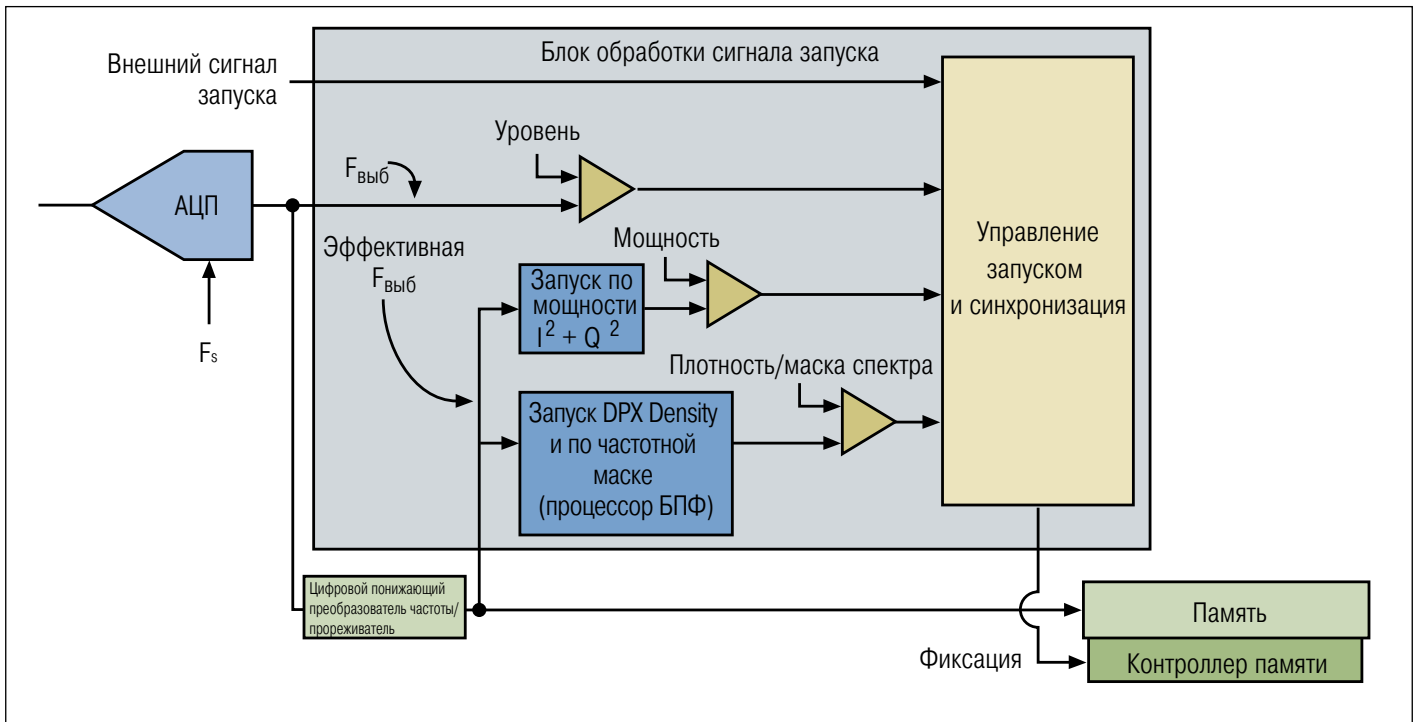 Блок обработки сигнала запуска
Внешний сигнал
запуска
Уровень
Fвыб
АЦП
Fs
Эффективная
Fвыб
Мощность
Запуск по
мощности
I² + Q ²
Управление
запуском
и синхронизация
Плотность/маска спектра
Запуск DPX Density
и по частотной
маске
(процессор БПФ)
Цифровой понижающий
преобразователь частоты/
прореживатель
Память
Фиксация
Контроллер памяти